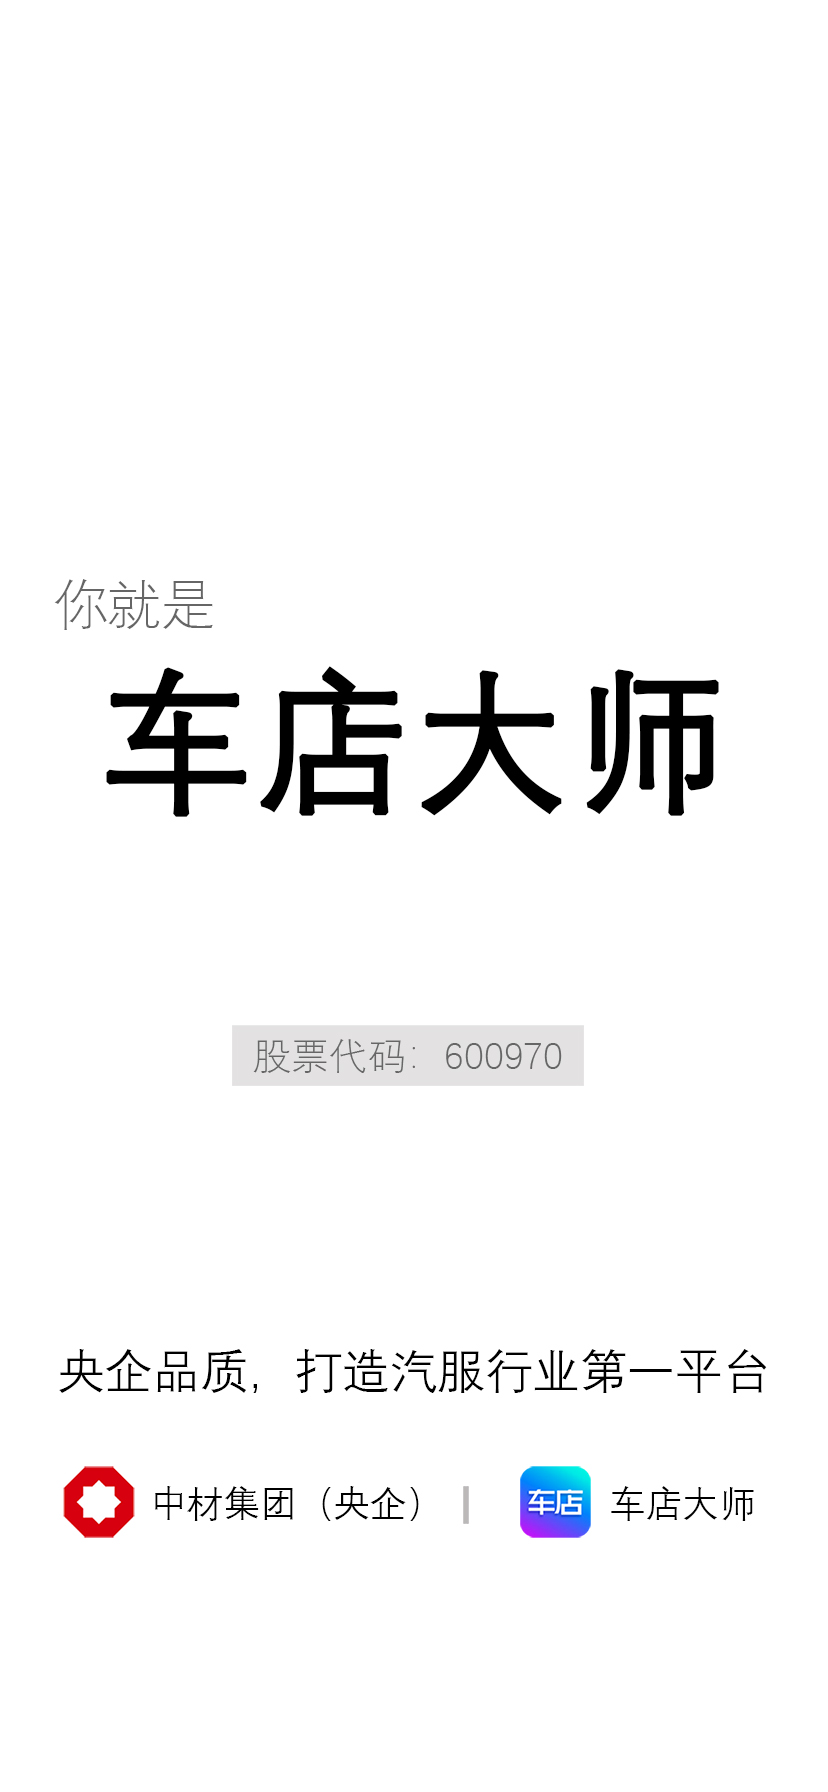 你就是
车店大师
股票代码：600970
央企品质，打造汽服行业第一平台
中材集团（央企） | 车店 车店大师